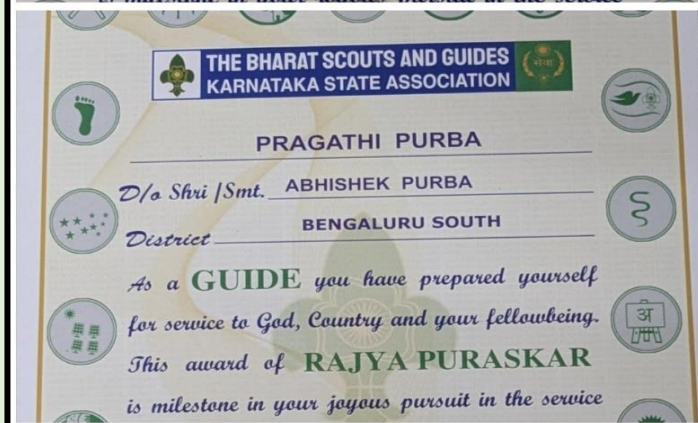 THE BHARAT SCOUTS AND GUIDES
KARNATAKA STATE ASSOCIATION
PRAGATHI PURBA
D/o Shri /Smt. ABHISHEK PURBA
District BENGALURU SOUTH
As a GUIDE you have prepared yourself
for service to God, Country and your fellowbeing.
This award of RAJYA PURASKAR
is milestone in your joyous pursuit in the service
अ